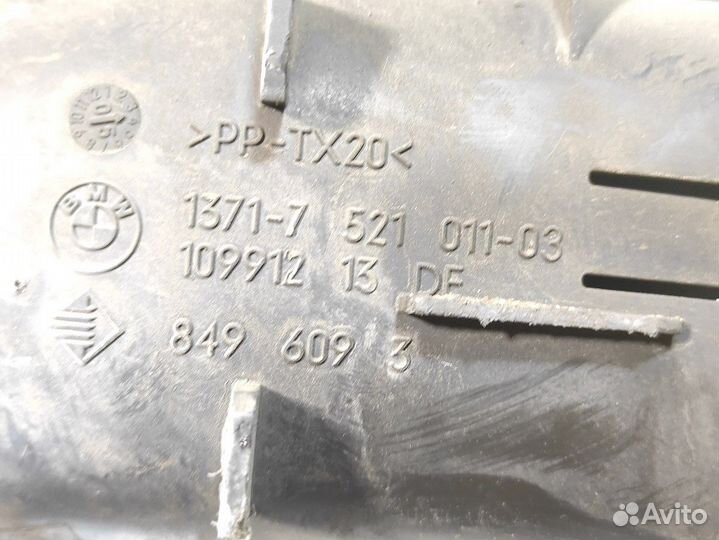 >PP-TX20<
BMW
1371-7 521 011-03
109912 13 DE
849 609 3
Avito